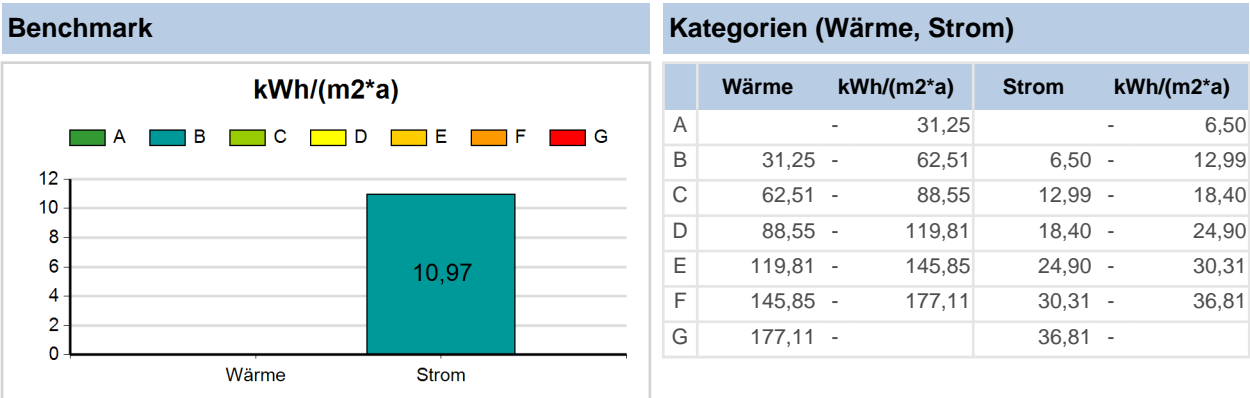 Benchmark
kWh/(m2*a)
A B C D E F G
12
10
8
6
4
2
0
10,97
Wärme Strom
Kategorien (Wärme, Strom)
Wärme kWh/(m2*a) Strom kWh/(m2*a)
A - 31,25 - 6,50
B 31,25 - 62,51 6,50 - 12,99
C 62,51 - 88,55 12,99 - 18,40
D 88,55 - 119,81 18,40 - 24,90
E 119,81 - 145,85 24,90 - 30,31
F 145,85 - 177,11 30,31 - 36,81
G 177,11 - 36,81 -